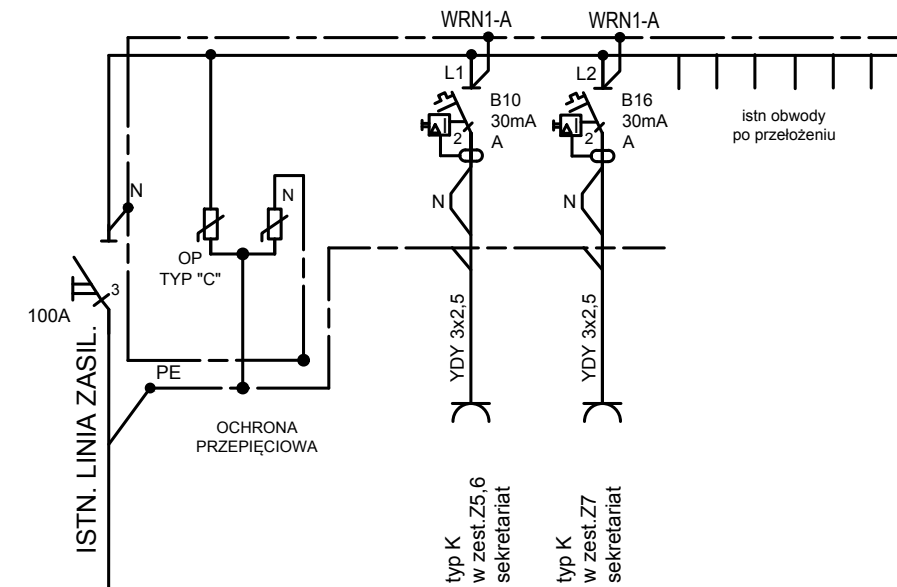 WRN1-A
WRN1-A
L1
L2
B10
30mA
A
2
B16
30mA
A
2
istn obwody
po przełożeniu
N
N
N
N
OP
TYP "C"
3
100A
PE
ISTN. LINIA ZASIL.
OCHRONA
PRZEPIĘCIOWA
YDY 3x2,5
YDY 3x2,5
typ K
w zest.Z5,6
sekretariat
typ K
w zest.Z7
sekretariat